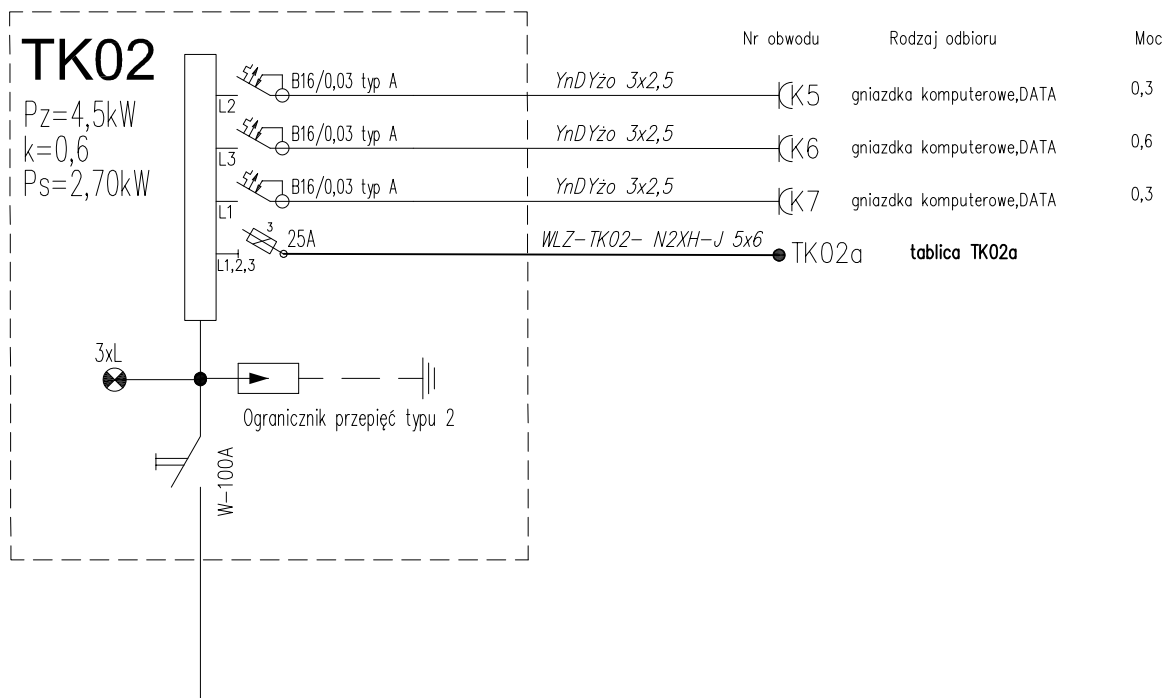 TK02
Pz=4,5kW
k=0,6
Ps=2,70kW
Nr obwodu Rodzaj odbioru Moc
L2 B16/0,03 typ A YnDYżo 3x2,5 K5 gniazdka komputerowe,DATA 0,3
L3 B16/0,03 typ A YnDYżo 3x2,5 K6 gniazdka komputerowe,DATA 0,6
L1 B16/0,03 typ A YnDYżo 3x2,5 K7 gniazdka komputerowe,DATA 0,3
L1,2,3 3 25A WLZ-TK02- N2XH-J 5x6 TK02a tablica TK02a
3xL
Ogranicznik przepięć typu 2
W-100A